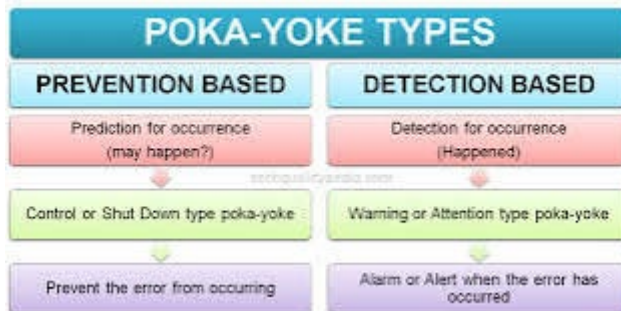 POKA-YOKE TYPES
PREVENTION BASED
DETECTION BASED
Prediction for occurrence
(may happen?)
Detection for occurrence
(Happened)
Control or Shut Down type poka-yoke
Warning or Attention type poka-yoke
Prevent the error from occurring
Alarm or Alert when the error has
occurred